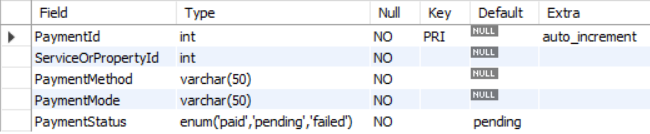 Field Type Null Key Default Extra
PaymentId int NO PRI NULL auto_increment
ServiceOrPropertyId int NO NULL
PaymentMethod varchar(50) NO NULL
PaymentMode varchar(50) NO NULL
PaymentStatus enum('paid','pending','failed') NO pending